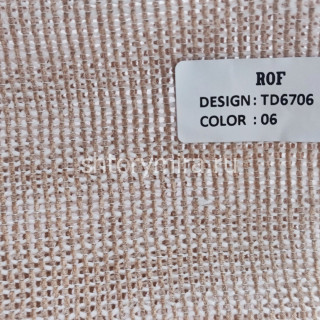 ROF
DESIGN: TD6706
COLOR : 06
shtorymira.ru